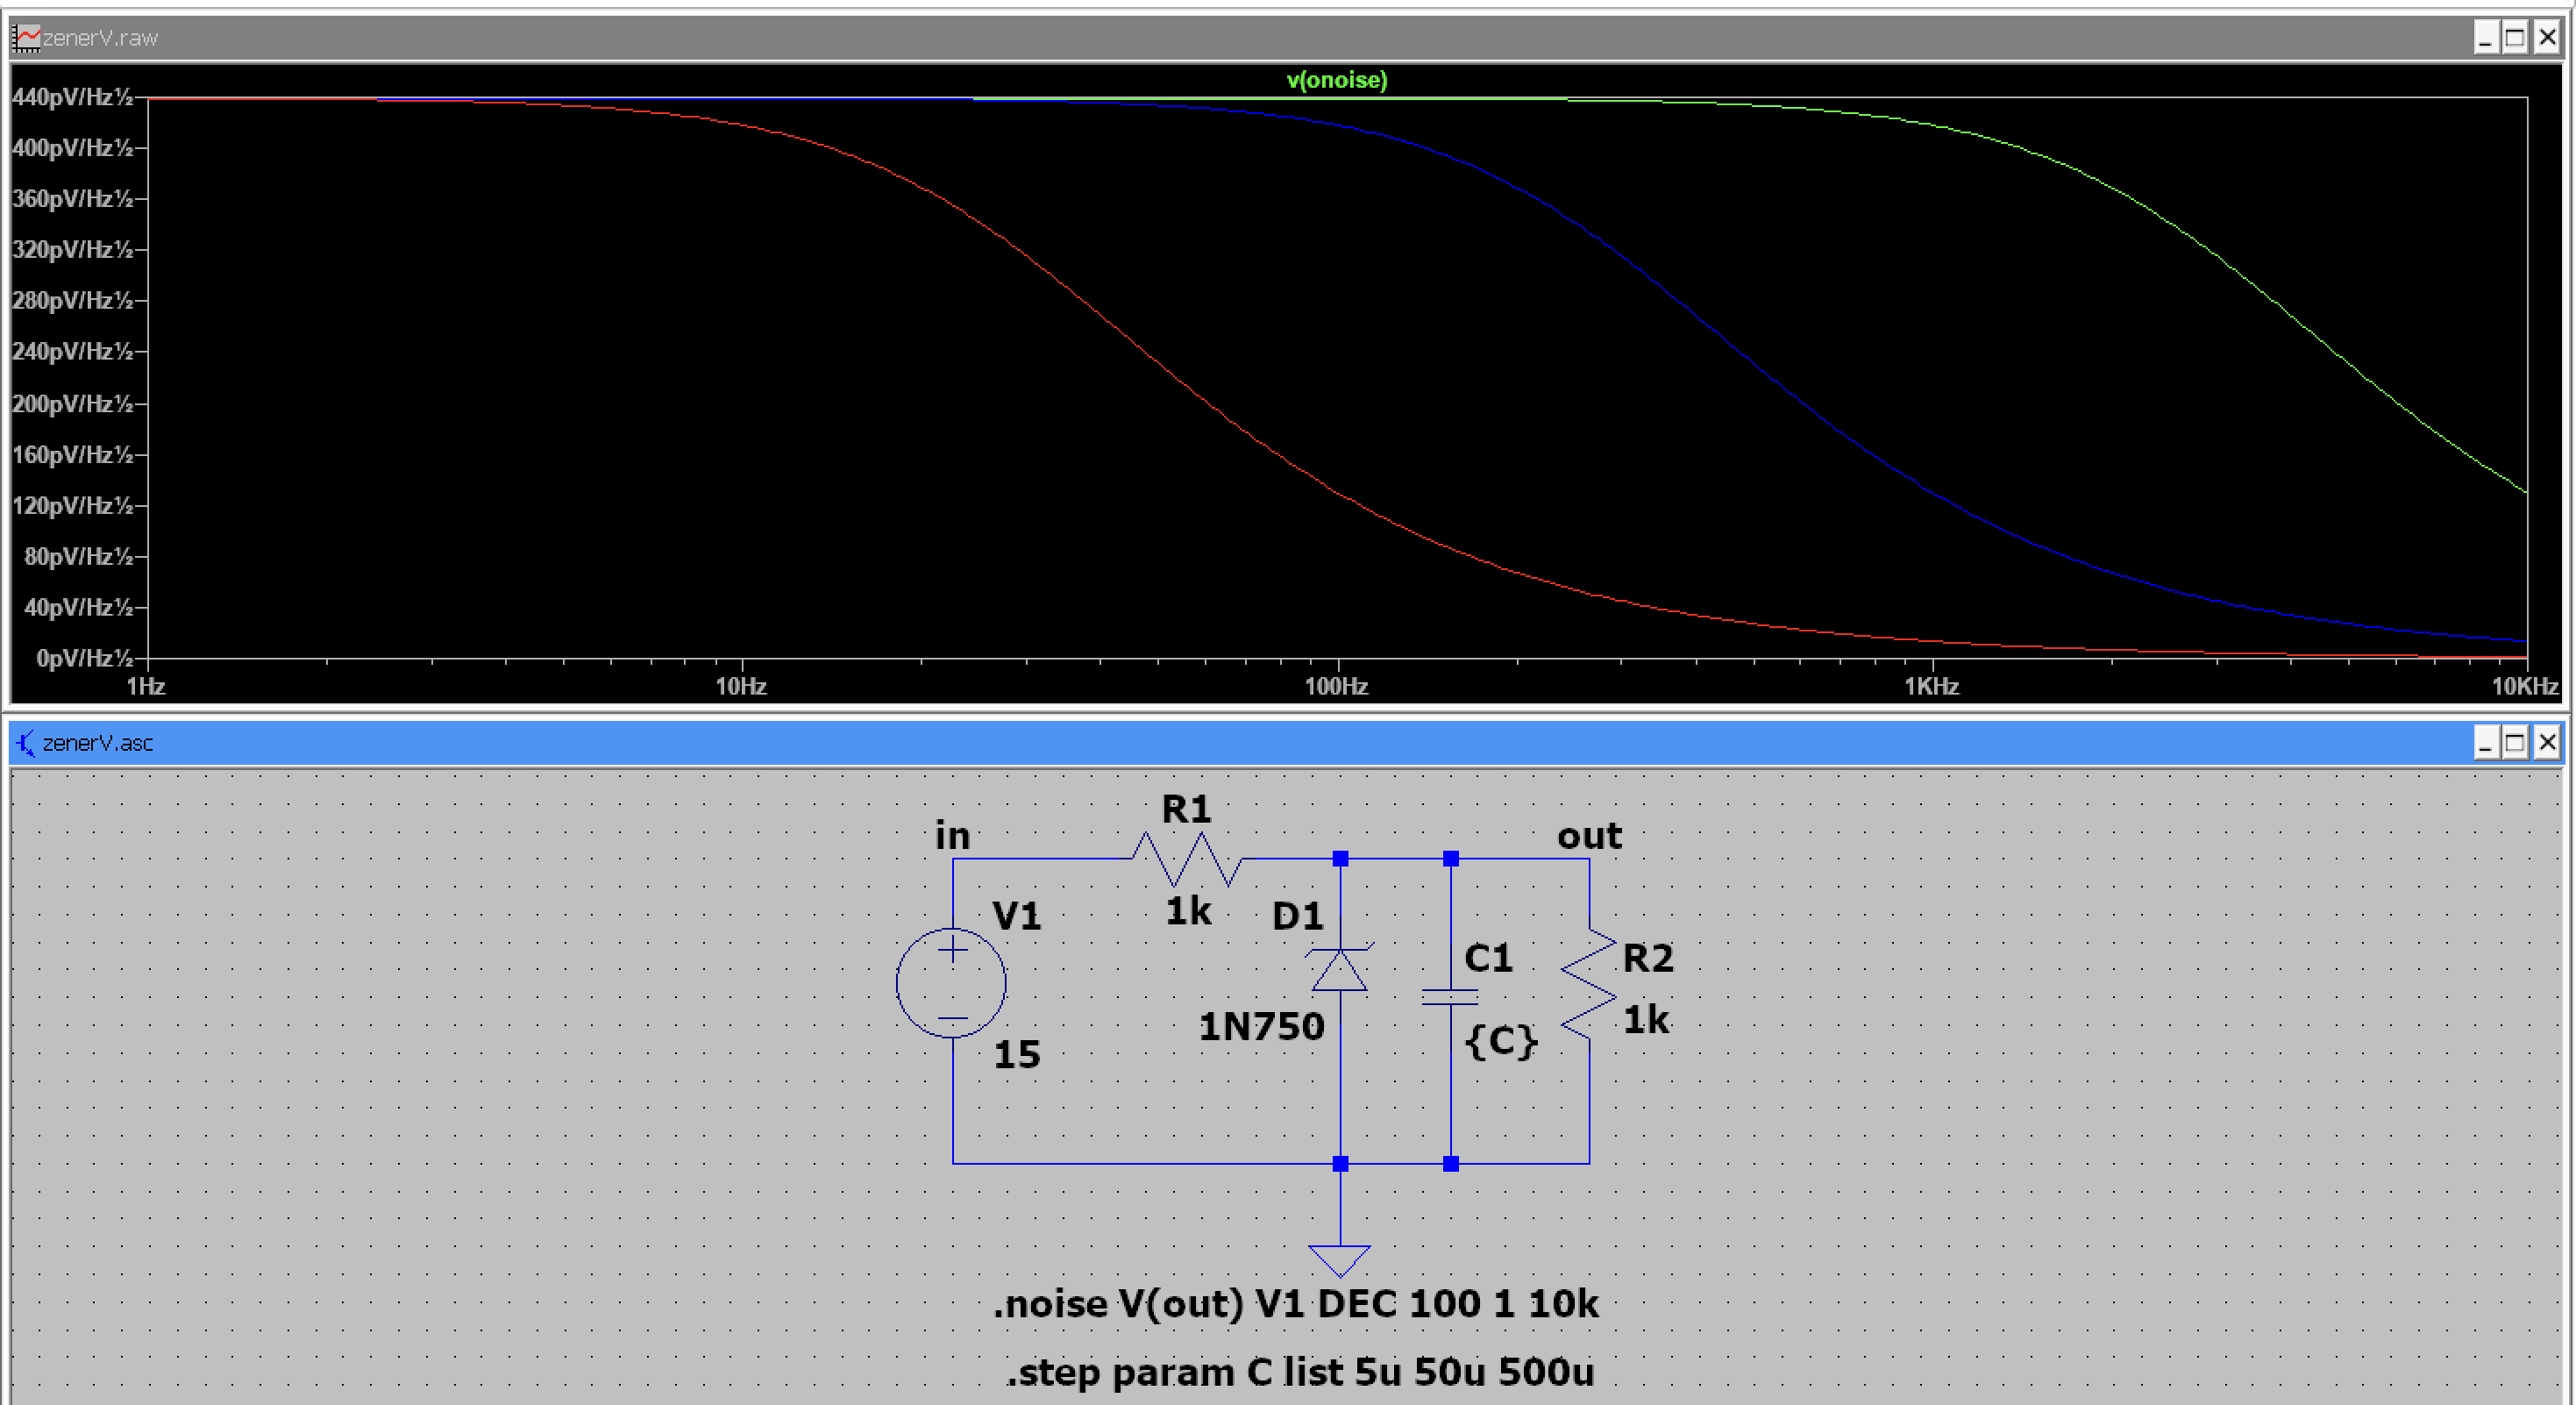 zenerV.raw
v(onoise)
440pV/Hz½
400pV/Hz½
360pV/Hz½
320pV/Hz½
280pV/Hz½
240pV/Hz½
200pV/Hz½
160pV/Hz½
120pV/Hz½
80pV/Hz½
40pV/Hz½
0pV/Hz½
1Hz 10Hz 100Hz 1KHz 10KHz
zenerV.asc
R1
in out
1k
V1 D1
C1 R2
1N750 1k
{C}
15
.noise V(out) V1 DEC 100 1 10k
.step param C list 5u 50u 500u